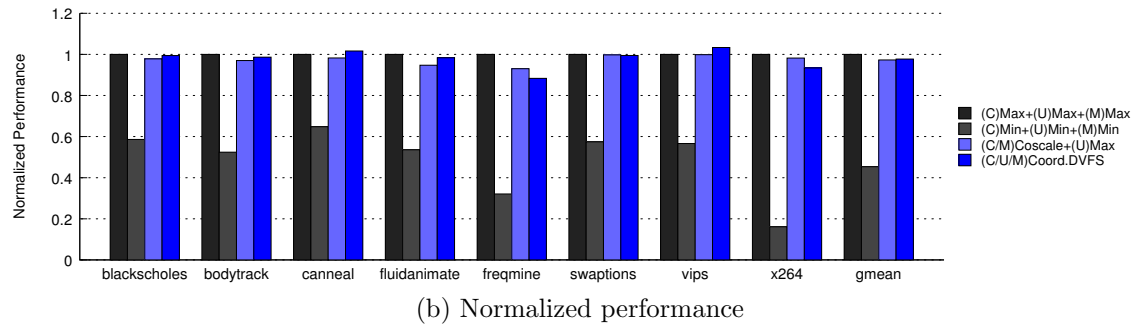 1.2
1
0.8
0.6
0.4
0.2
0
Normalized Performance
blackscholes bodytrack canneal fluidanimate freqmine swaptions vips x264 gmean
(C)Max+(U)Max+(M)Max
(C)Min+(U)Min+(M)Min
(C/M)Coscale+(U)Max
(C/U/M)Coord.DVFS
(b) Normalized performance